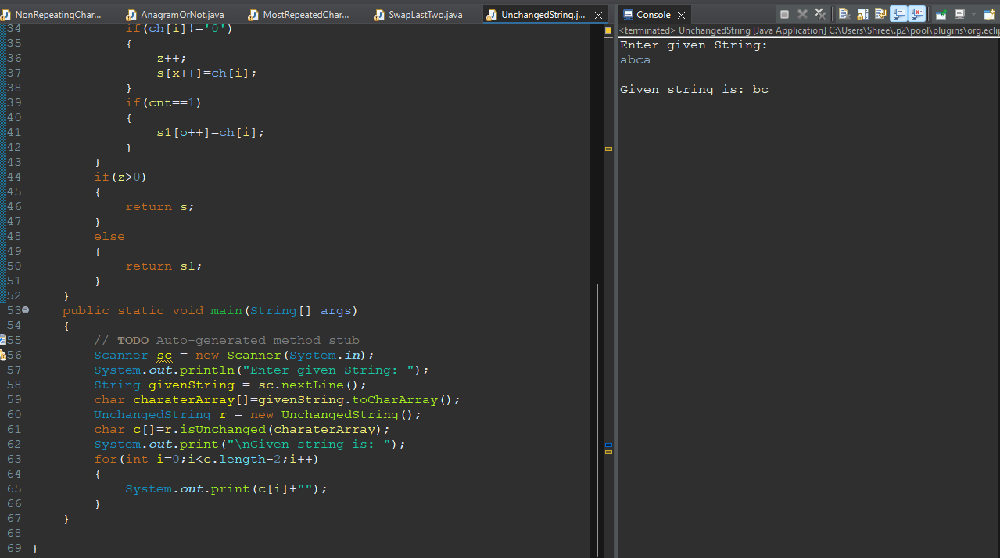 NonRepeatingChar... AnagramOrNot.java MostRepeatedChar... SwapLastTwo.java UnchangedString.j...
34 if(ch[i]!='0')
35 {
36 z++;
37 s[x++]=ch[i];
38 }
39 if(cnt==1)
40 {
41 s1[o++]=ch[i];
42 }
43 }
44 if(z>0)
45 {
46 return s;
47 }
48 else
49 {
50 return s1;
51 }
52 }
53 public static void main(String[] args)
54 {
55 // TODO Auto-generated method stub
56 Scanner sc = new Scanner(System.in);
57 System.out.println("Enter given String: ");
58 String givenString = sc.nextLine();
59 char charaterArray[]=givenString.toCharArray();
60 UnchangedString r = new UnchangedString();
61 char c[]=r.isUnchanged(charaterArray);
62 System.out.print("\nGiven string is: ");
63 for(int i=0;i<c.length-2;i++)
64 {
65 System.out.print(c[i]+"");
66 }
67 }
68
69 }
Console
<terminated> UnchangedString [Java Application] C:\Users\Shree\.p2\pool\plugins\org.eclip
Enter given String:
abca
Given string is: bc